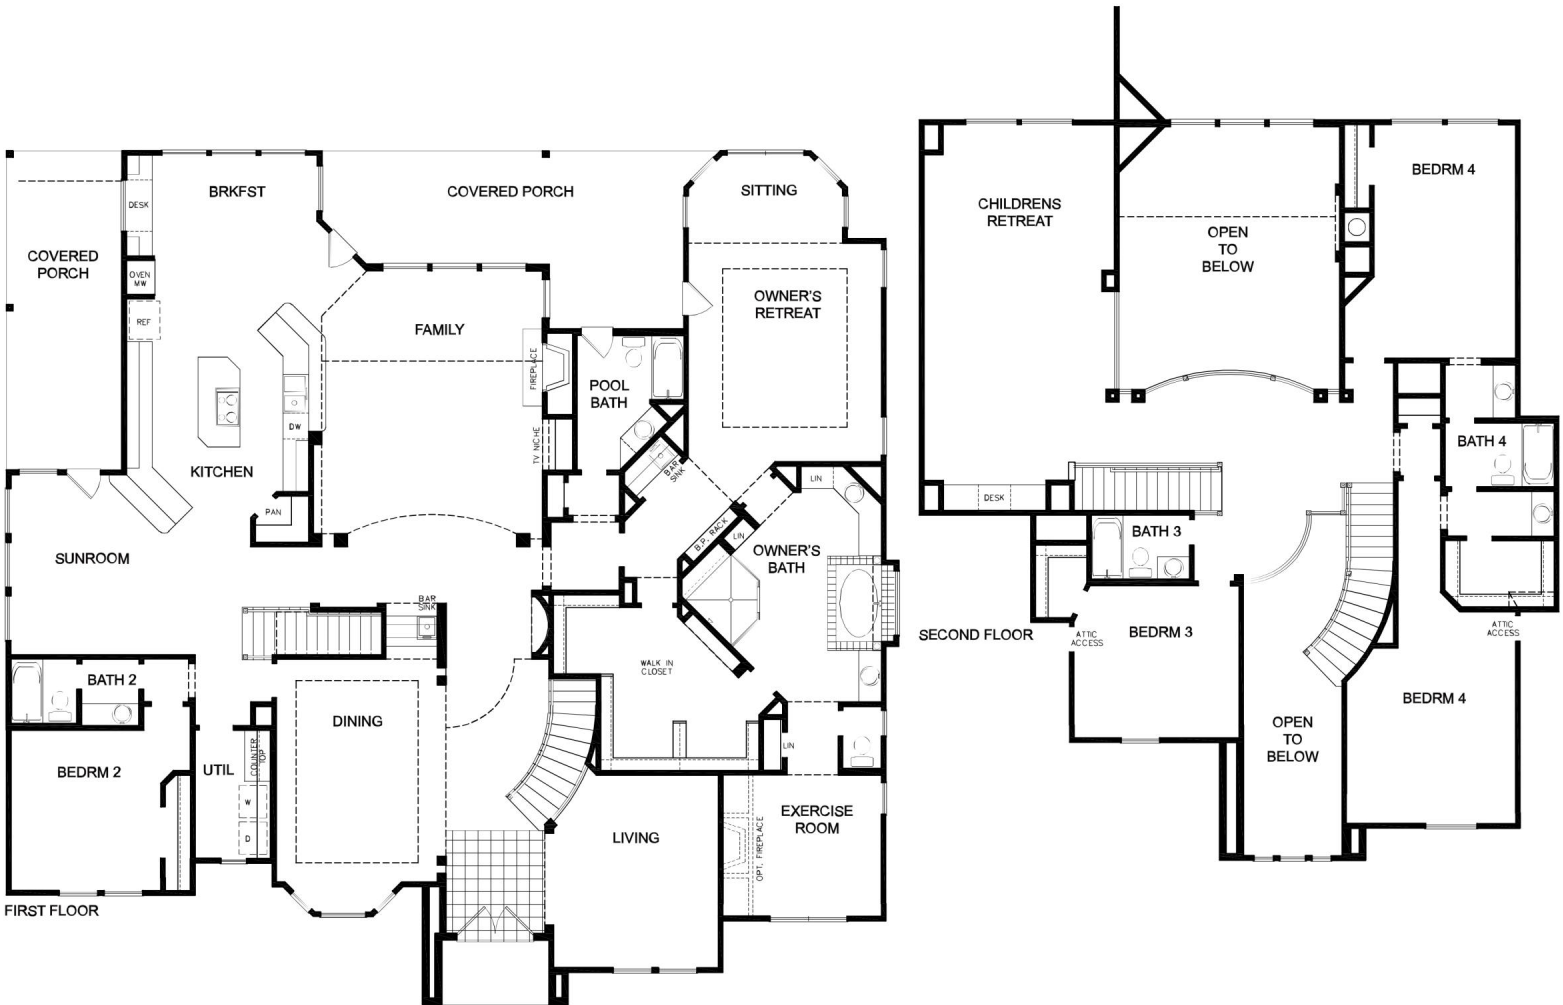 BRKFST
COVERED PORCH
SITTING
DESK
COVERED
PORCH
OVEN
MW
REF
OWNER'S
RETREAT
FAMILY
FIREPLACE
POOL
BATH
DW
TV NICHE
KITCHEN
BAR
SINK
LIN
PAN
B.P. RACK
LIN
SUNROOM
OWNER'S
BATH
BAR
SINK
WALK IN
CLOSET
BATH 2
DINING
BEDRM 2
UTIL
COUNTER
TOP
W
D
LIN
LIVING
EXERCISE
ROOM
OPT. FIREPLACE
FIRST FLOOR
CHILDRENS
RETREAT
OPEN
TO
BELOW
BEDRM 4
BATH 4
DESK
BATH 3
SECOND FLOOR
ATTIC
ACCESS
BEDRM 3
ATTIC
ACCESS
BEDRM 4
OPEN
TO
BELOW